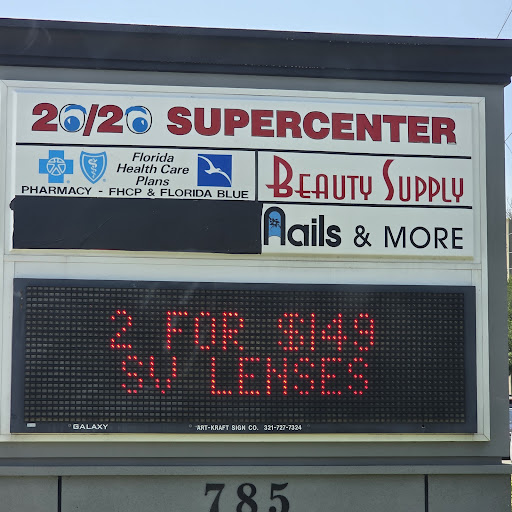 20/20 SUPERCENTER
Florida
Health Care
Plans
PHARMACY - FHCP & FLORIDA BLUE
BEAUTY SUPPLY
Nails & MORE
2 FOR $149
SV LENSES
GALAXY
ART-KRAFT SIGN CO. 321-727-7324
785